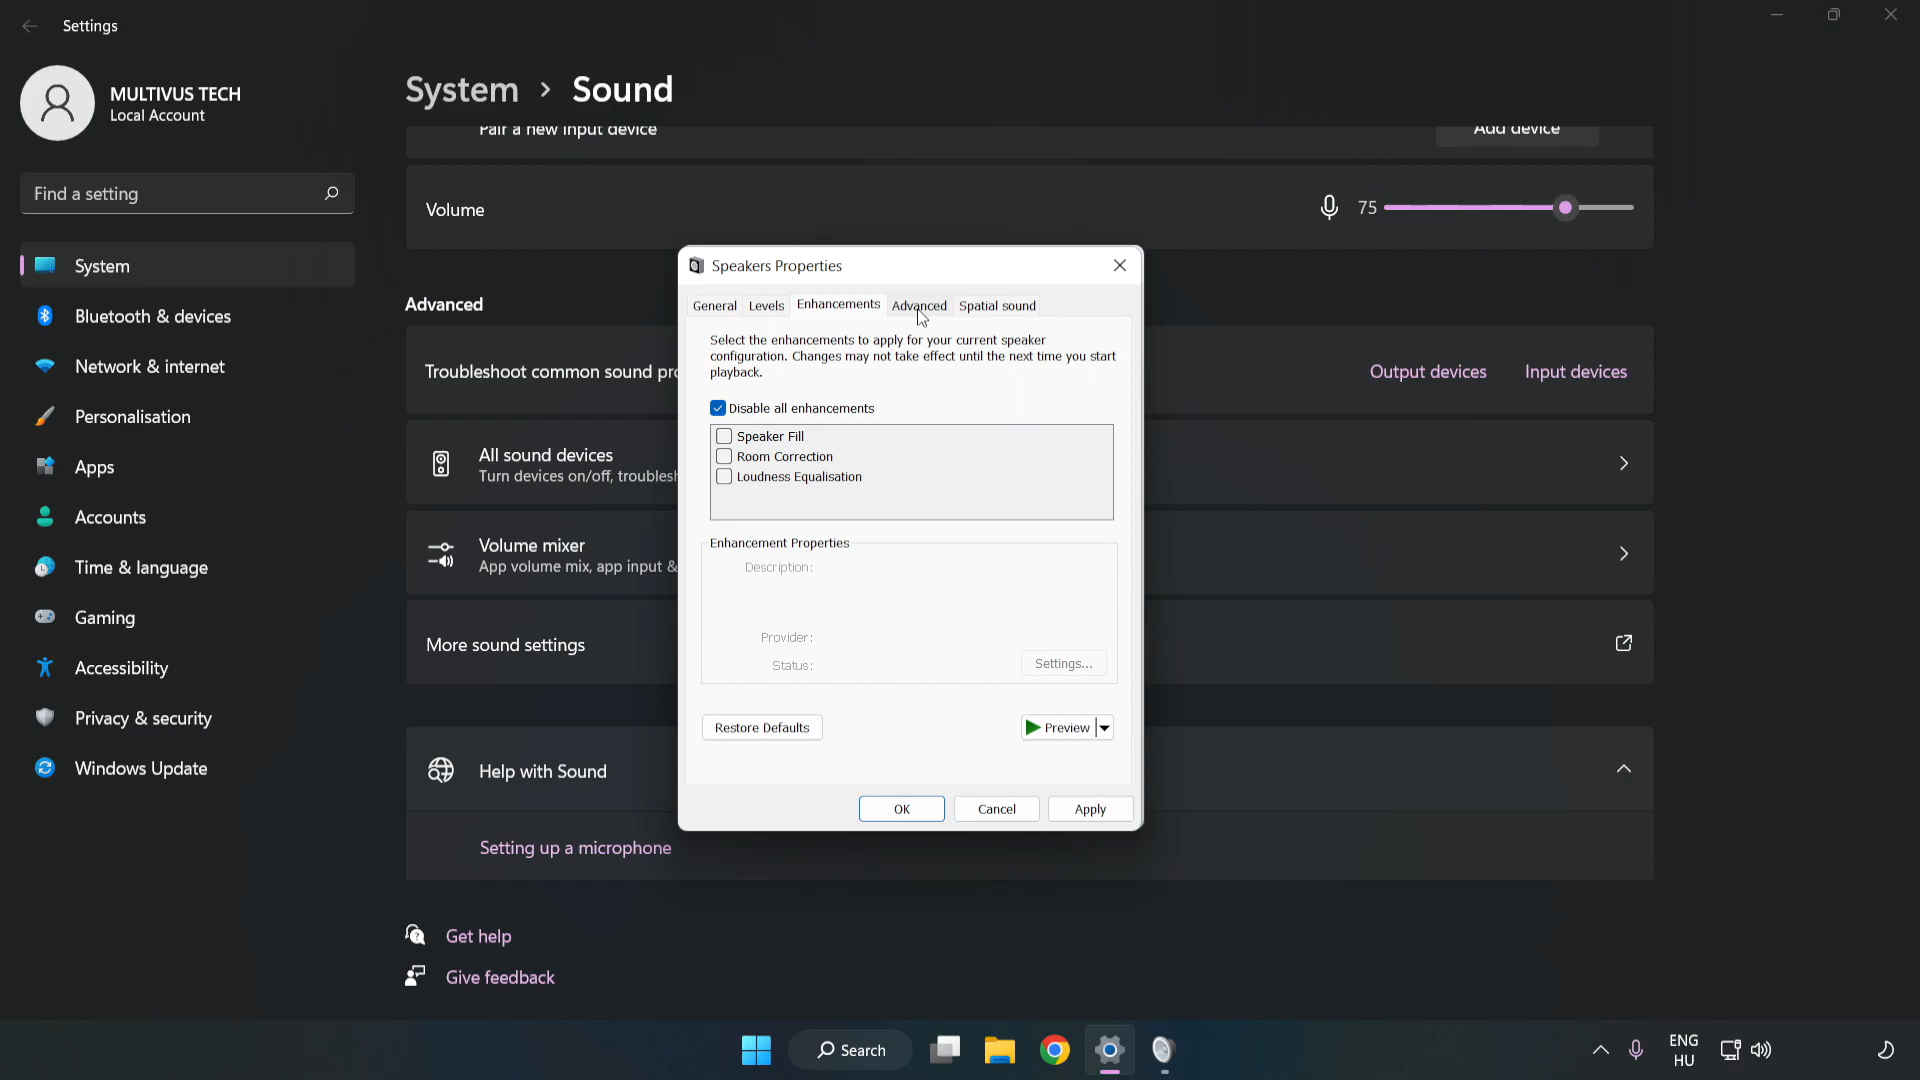 Settings
MULTIVUS TECH
Local Account
Find a setting
System
Bluetooth & devices
Network & internet
Personalisation
Apps
Accounts
Time & language
Gaming
Accessibility
Privacy & security
Windows Update
System > Sound
Pair a new input device
Add device
Volume
75
Advanced
Troubleshoot common sound pro
Output devices
Input devices
All sound devices
Turn devices on/off, troublesh
Volume mixer
App volume mix, app input &
More sound settings
Help with Sound
Setting up a microphone
Get help
Give feedback
Speakers Properties
General Levels Enhancements Advanced Spatial sound
Select the enhancements to apply for your current speaker
configuration. Changes may not take effect until the next time you start
playback.
Disable all enhancements
Speaker Fill
Room Correction
Loudness Equalisation
Enhancement Properties
Description:
Provider:
Status:
Settings...
Restore Defaults
Preview
OK
Cancel
Apply
Search
ENG
HU